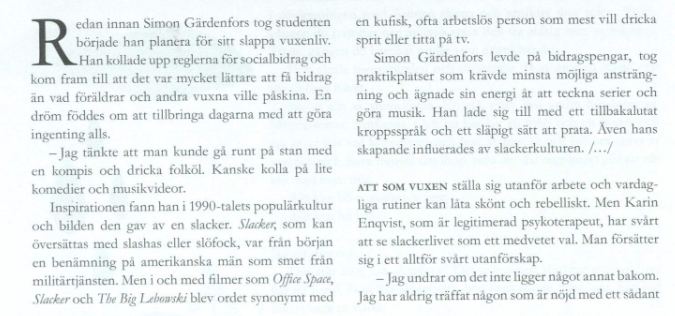 Redan innan Simon Gärdenfors tog studenten
började han planera för sitt slappa vuxenliv.
Han kollade upp reglerna för socialbidrag och
kom fram till att det var mycket lättare att få bidrag
än vad föräldrar och andra vuxna ville påskina. En
dröm föddes om att tillbringa dagarna med att göra
ingenting alls.
– Jag tänkte att man kunde gå runt på stan med
en kompis och dricka folköl. Kanske kolla på lite
komedier och musikvideor.
Inspirationen fann han i 1990-talets populärkultur
och bilden den gav av en slacker. Slacker, som kan
översättas med slashas eller slöfock, var från början
en benämning på amerikanska män som smet från
militärtjänsten. Men i och med filmer som Office Space,
Slacker och The Big Lebowski blev ordet synonymt med
en kufisk, ofta arbetslös person som mest vill dricka
sprit eller titta på tv.
Simon Gärdenfors levde på bidragspengar, tog
praktikplatser som krävde minsta möjliga ansträng-
ning och ägnade sin energi åt att teckna serier och
göra musik. Han lade sig till med ett tillbakalutat
kroppsspråk och ett släpigt sätt att prata. Även hans
skapande influerades av slackerkulturen. /.../
ATT SOM VUXEN ställa sig utanför arbete och vardag-
liga rutiner kan låta skönt och rebelliskt. Men Karin
Enqvist, som är legitimerad psykoterapeut, har svårt
att se slackerlivet som ett medvetet val. Man försätter
sig i ett alltför svårt utanförskap.
– Jag undrar om det inte ligger något annat bakom.
Jag har aldrig träffat någon som är nöjd med ett sådant